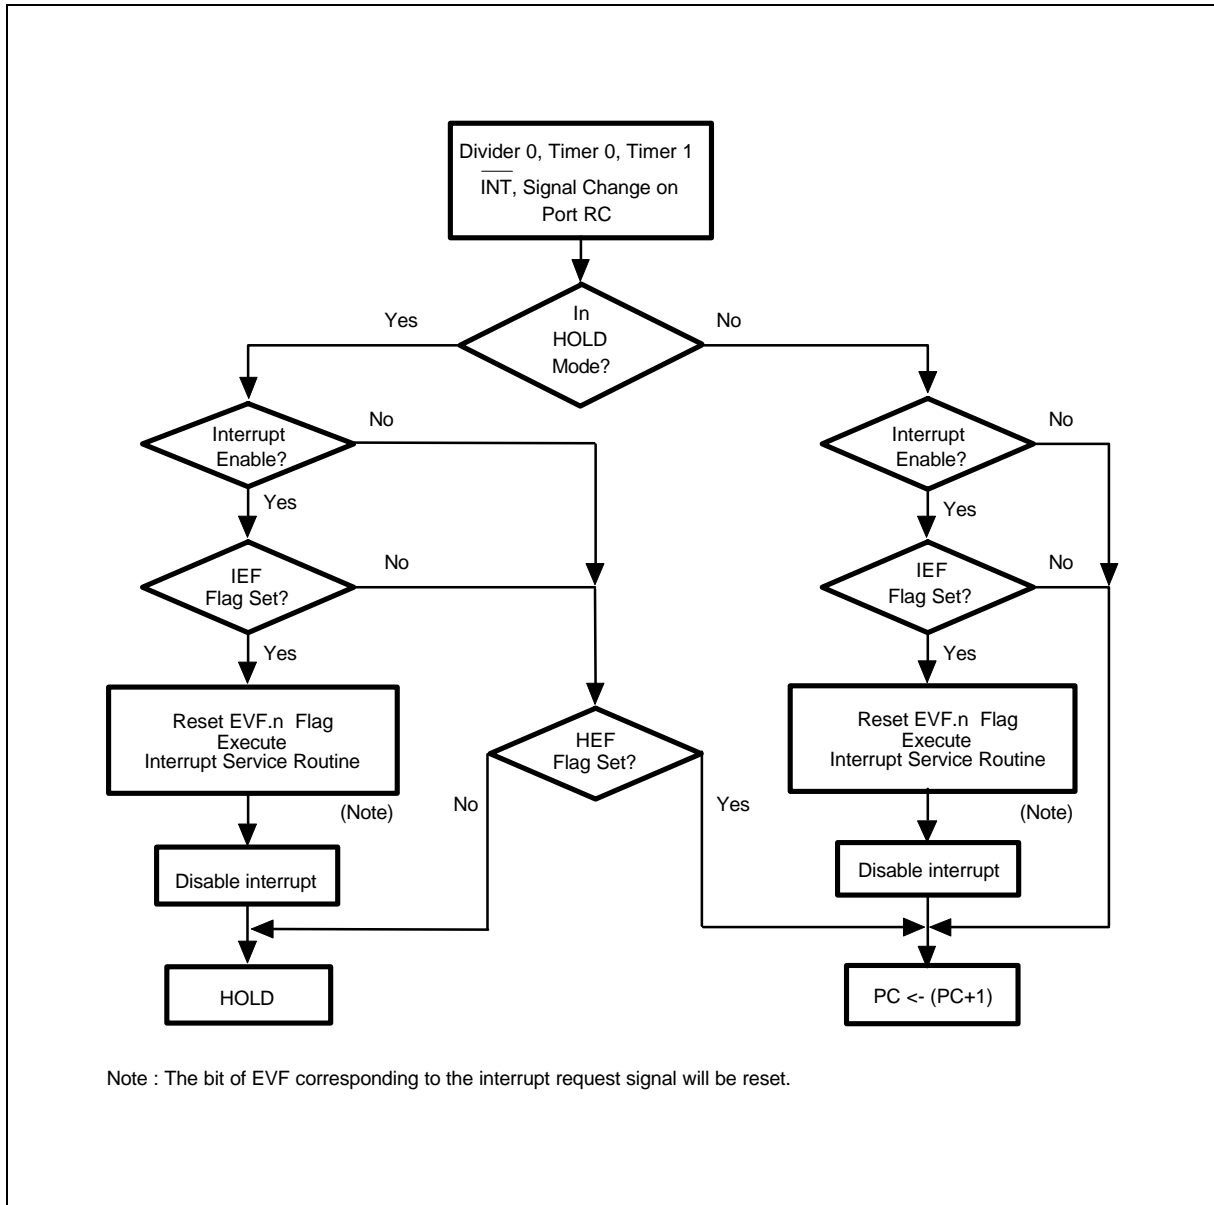 Divider 0, Timer 0, Timer 1
INT, Signal Change on
Port RC
In
HOLD
Mode?
Yes
No
Interrupt
Enable?
No
Yes
IEF
Flag Set?
No
Yes
Reset EVF.n Flag
Execute
Interrupt Service Routine
(Note)
Disable interrupt
HOLD
HEF
Flag Set?
No
Yes
Interrupt
Enable?
No
Yes
IEF
Flag Set?
No
Yes
Reset EVF.n Flag
Execute
Interrupt Service Routine
(Note)
Disable interrupt
PC <- (PC+1)
Note : The bit of EVF corresponding to the interrupt request signal will be reset.